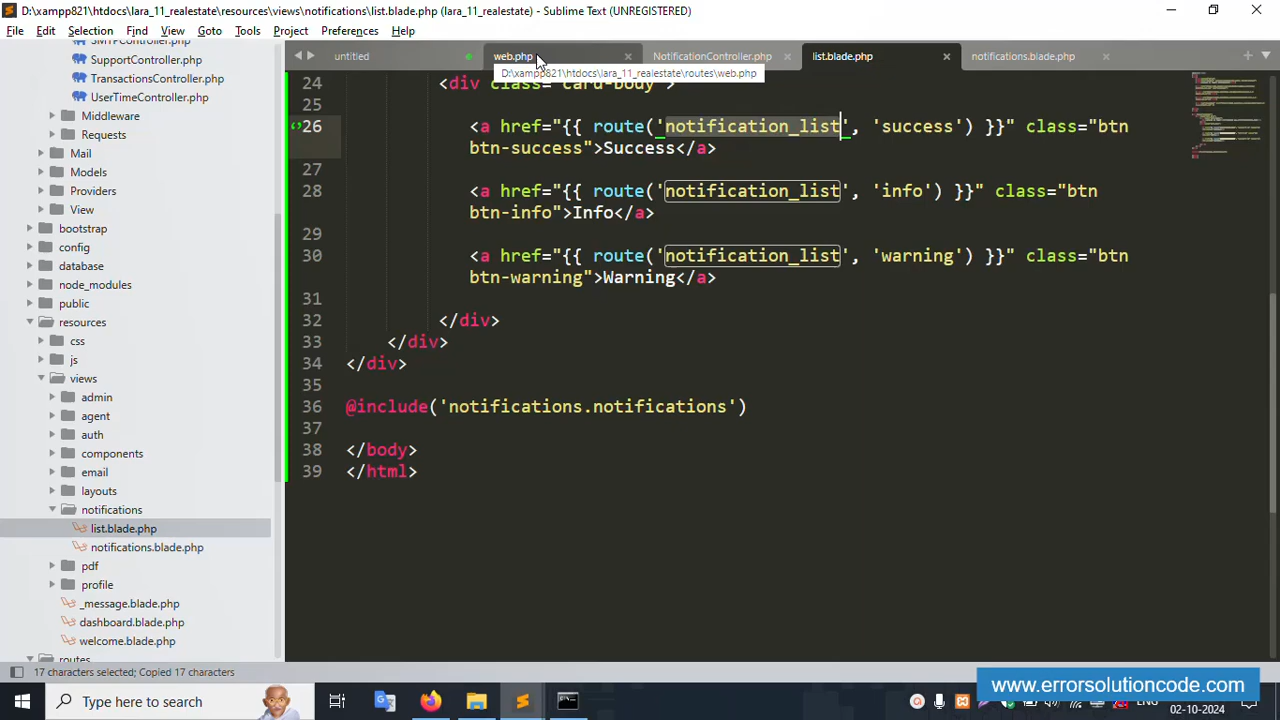 D:\xampp821\htdocs\lara_11_realestate\resources\views\notifications\list.blade.php (lara_11_realestate) - Sublime Text (UNREGISTERED)
File Edit Selection Find View Goto Tools Project Preferences Help
untitled web.php NotificationController.php list.blade.php notifications.blade.php
D:\xampp821\htdocs\lara_11_realestate\routes\web.php
SMTPController.php
SupportController.php
TransactionsController.php
UserTimeController.php
Middleware
Requests
Mail
Models
Providers
View
bootstrap
config
database
node_modules
public
resources
css
js
views
admin
agent
auth
components
email
layouts
notifications
list.blade.php
notifications.blade.php
pdf
profile
_message.blade.php
dashboard.blade.php
welcome.blade.php
routes
24 <div class="card-body">
25
26 <a href="{{ route('notification_list', 'success') }}" class="btn
btn-success">Success</a>
27
28 <a href="{{ route('notification_list', 'info') }}" class="btn
btn-info">Info</a>
29
30 <a href="{{ route('notification_list', 'warning') }}" class="btn
btn-warning">Warning</a>
31
32 </div>
33 </div>
34 </div>
35
36 @include('notifications.notifications')
37
38 </body>
39 </html>
17 characters selected; Copied 17 characters
www.errorsolutioncode.com
Type here to search
02-10-2024